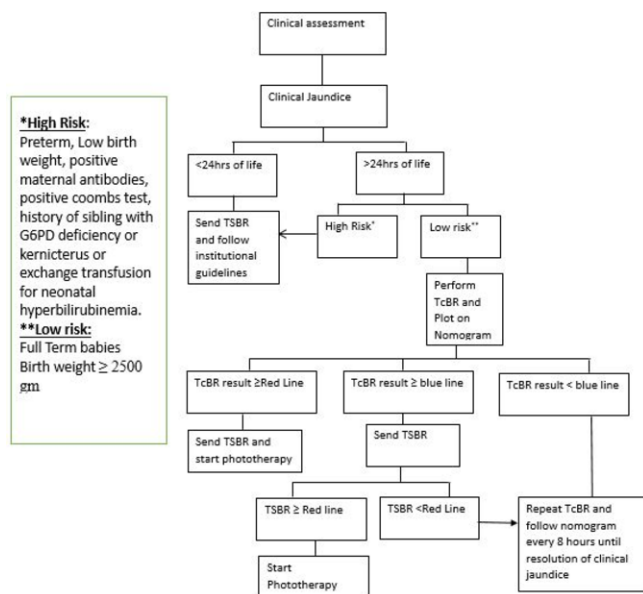 Clinical assessment
Clinical Jaundice
*High Risk:
Preterm, Low birth
weight, positive
maternal antibodies,
positive coombs test,
history of sibling with
G6PD deficiency or
kernicterus or
exchange transfusion
for neonatal
hyperbilirubinemia.
**Low risk:
Full Term babies
Birth weight ≥ 2500
gm
<24hrs of life
>24hrs of life
Send TSBR
and follow
institutional
guidelines
High Risk*
Low risk**
Perform
TcBR and
Plot on
Nomogram
TcBR result ≥Red Line
TcBR result ≥ blue line
TcBR result < blue line
Send TSBR and
start phototherapy
Send TSBR
TSBR ≥ Red line
TSBR <Red Line
Repeat TcBR and
follow nomogram
every 8 hours until
resolution of clinical
jaundice
Start
Phototherapy